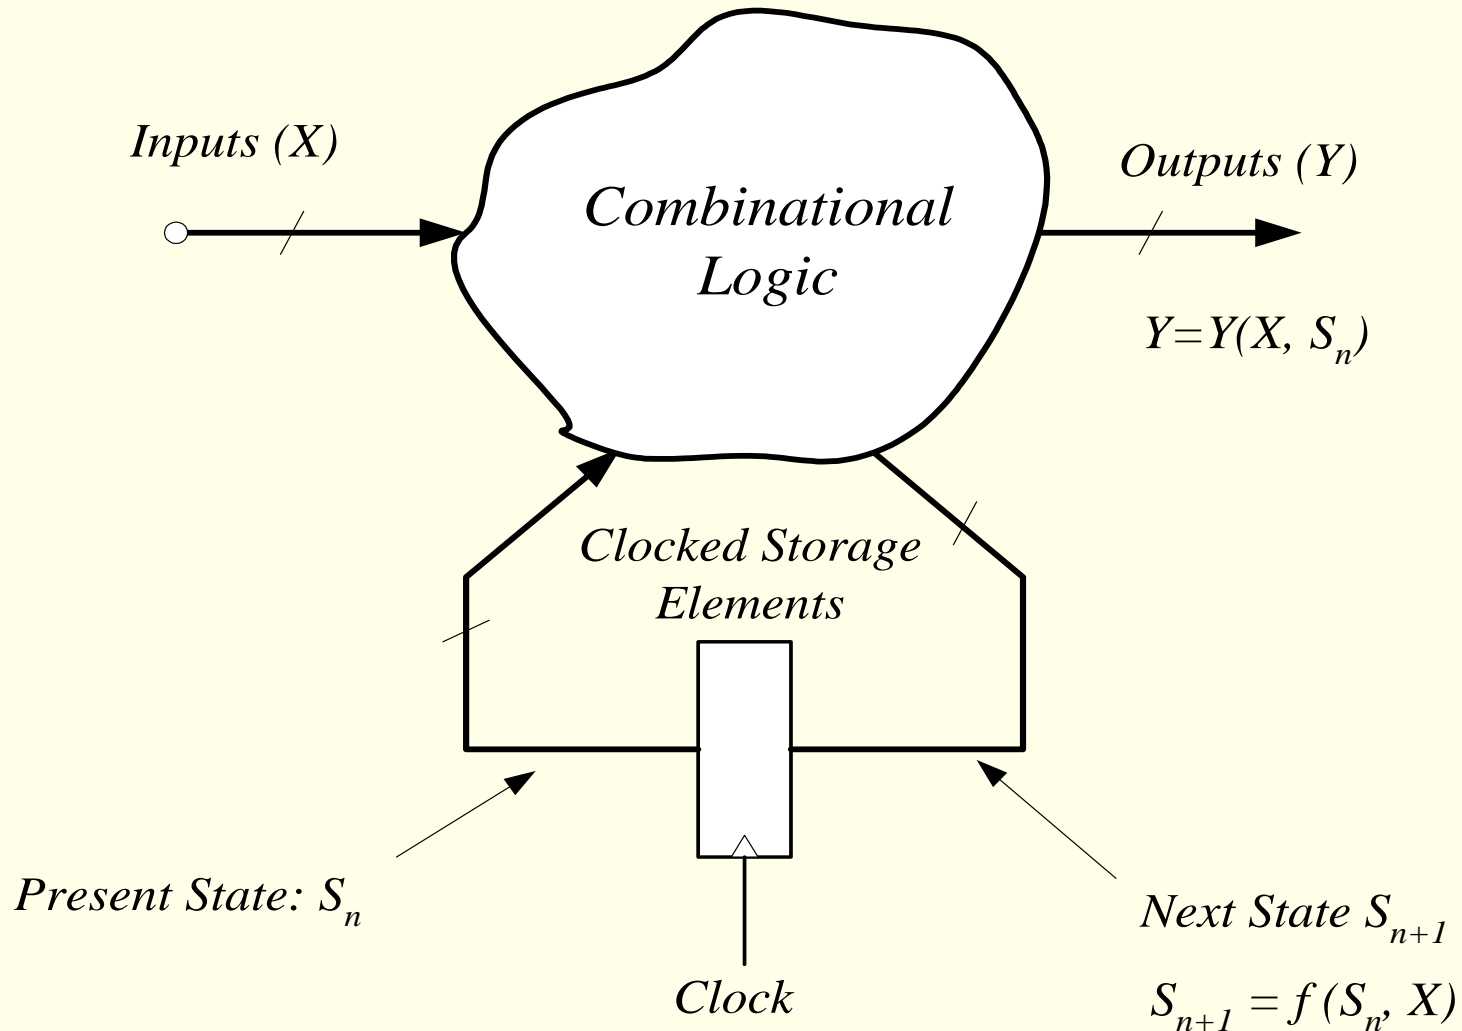 Inputs (X)
Outputs (Y)
Combinational
Logic
Y=Y(X, Sₙ)
Clocked Storage
Elements
Present State: Sₙ
Next State Sₙ₊₁
Clock
Sₙ₊₁ = f (Sₙ, X)